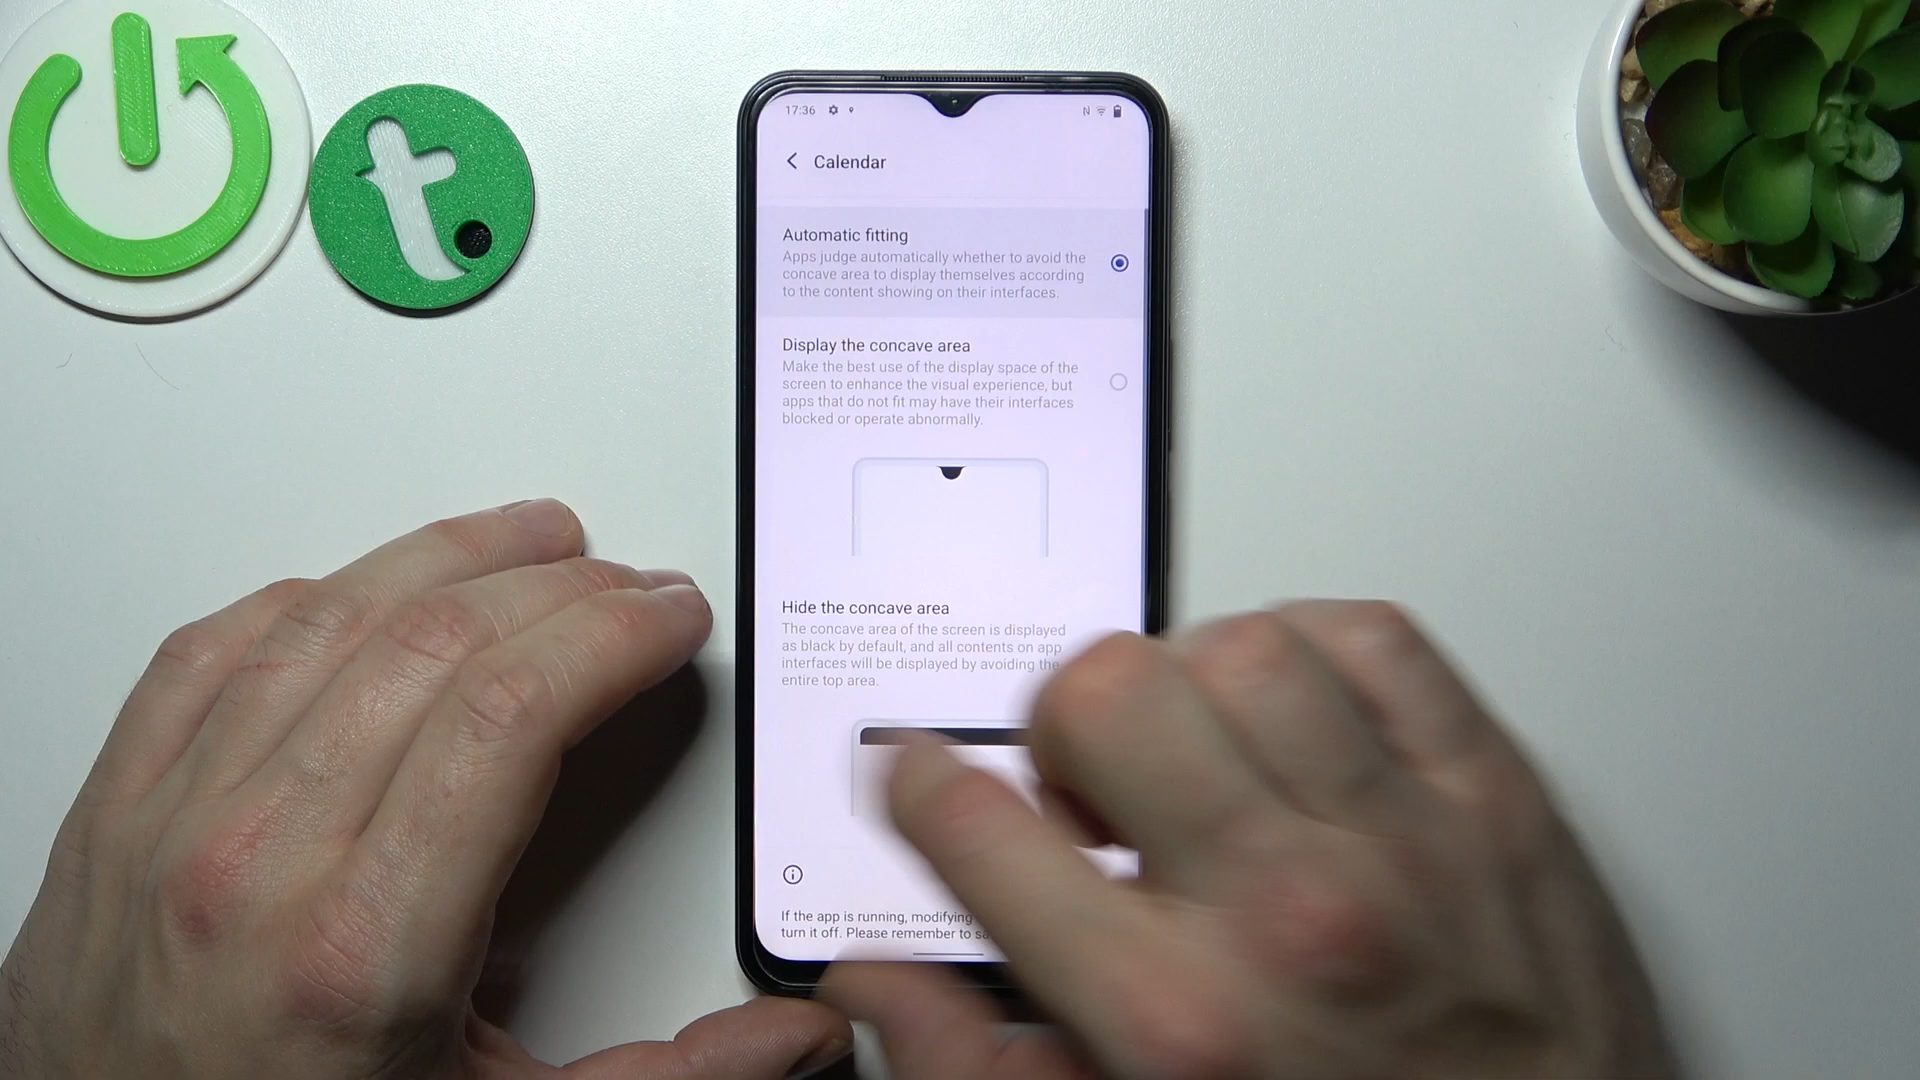 17:36
N
Calendar
Automatic fitting
Apps judge automatically whether to avoid the
concave area to display themselves according
to the content showing on their interfaces.
Display the concave area
Make the best use of the display space of the
screen to enhance the visual experience, but
apps that do not fit may have their interfaces
blocked or operate abnormally.
Hide the concave area
The concave area of the screen is displayed
as black by default, and all contents on app
interfaces will be displayed by avoiding the
entire top area.
If the app is running, modifying
turn it off. Please remember to
t.